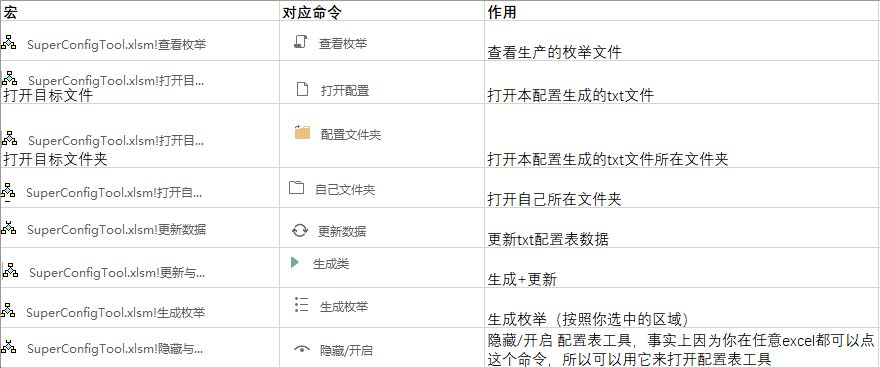 宏 对应命令 作用
SuperConfigTool.xlsm!查看枚举 查看枚举 查看生产的枚举文件
SuperConfigTool.xlsm!打开目...
打开目标文件 打开配置 打开本配置生成的txt文件
SuperConfigTool.xlsm!打开目... 配置文件夹
打开目标文件夹 打开本配置生成的txt文件所在文件夹
SuperConfigTool.xlsm!打开自... 自己文件夹 打开自己所在文件夹
SuperConfigTool.xlsm!更新数据 更新数据 更新txt配置表数据
SuperConfigTool.xlsm!更新与... 生成类 生成+更新
SuperConfigTool.xlsm!生成枚举 生成枚举 生成枚举（按照你选中的区域）
SuperConfigTool.xlsm!隐藏与... 隐藏/开启 隐藏/开启 配置表工具，事实上因为你在任意excel都可以点
这个命令，所以可以用它来打开配置表工具